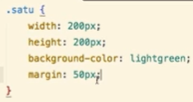 .satu {
    width: 200px;
    height: 200px;
    background-color: lightgreen;
    margin: 50px;
}